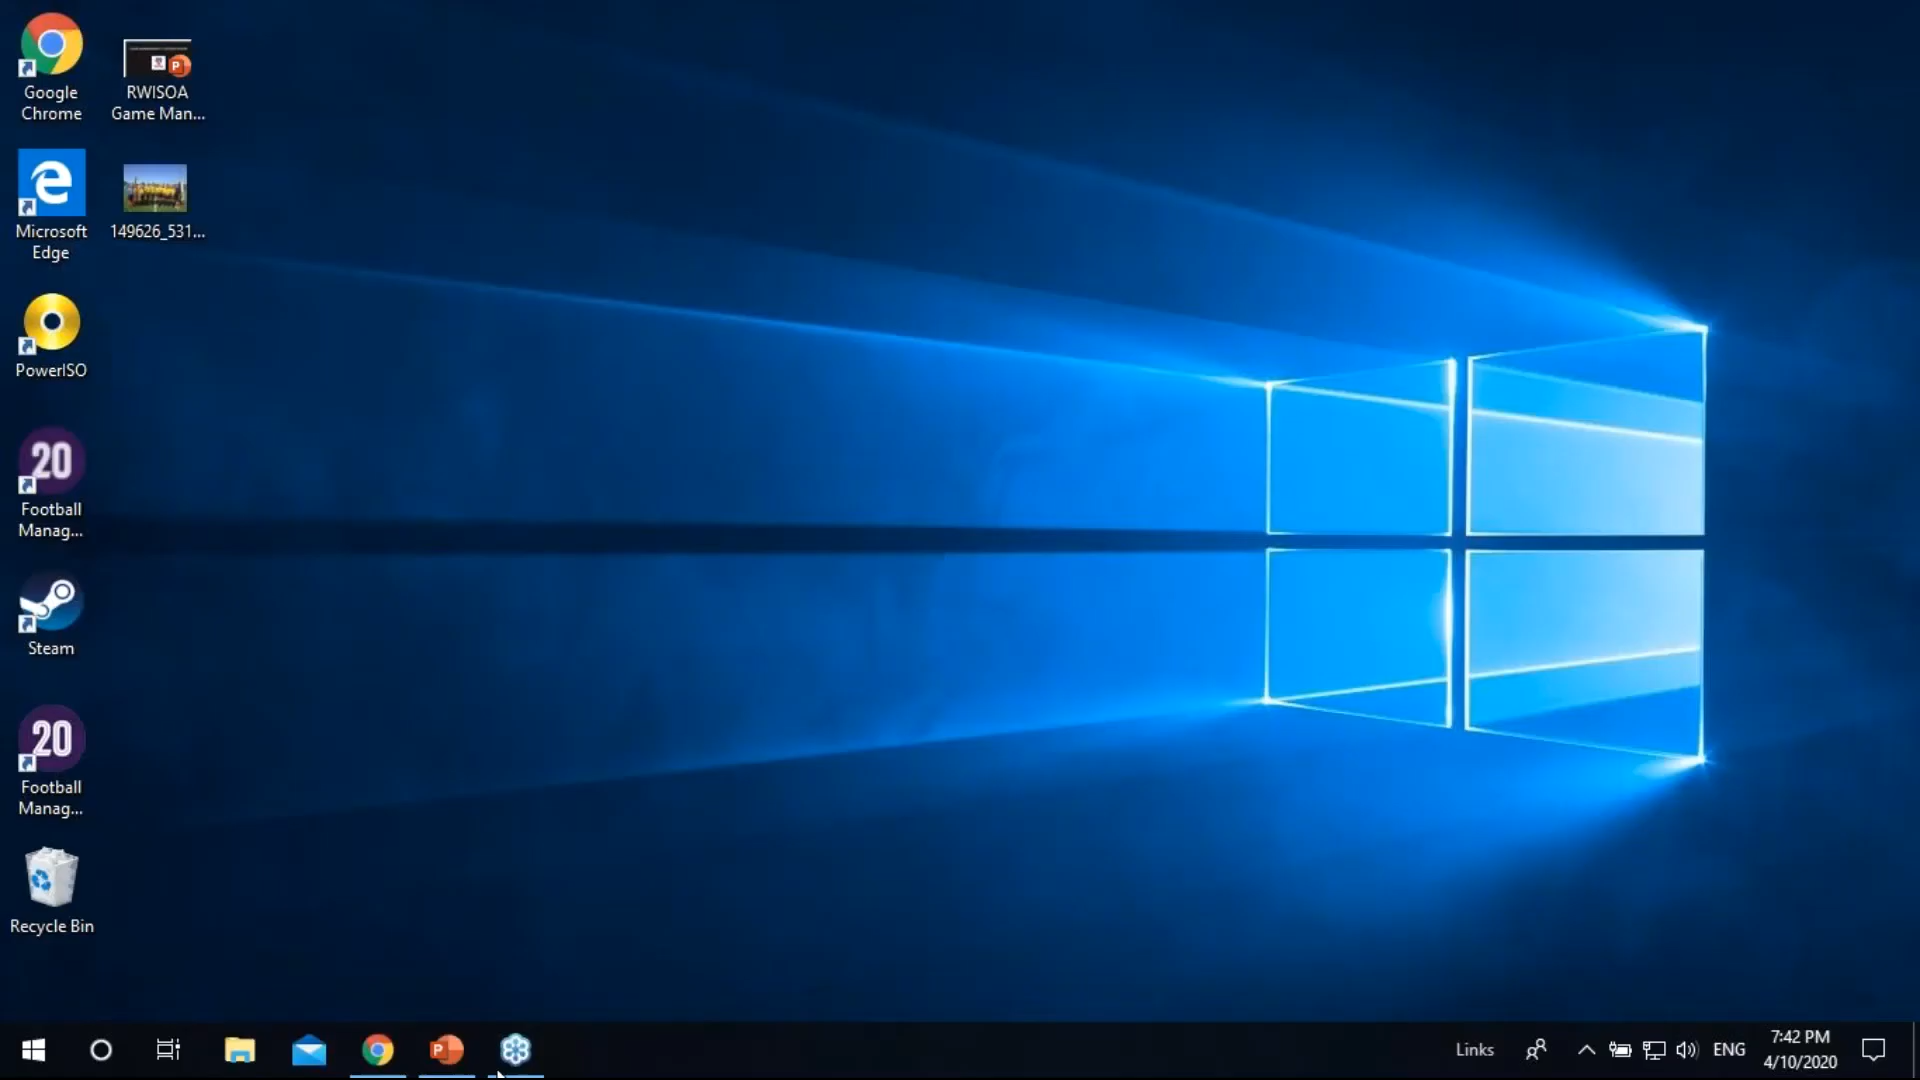 Google
Chrome
RWISOA
Game Man...
Microsoft
Edge
149626_531...
PowerISO
20
Football
Manag...
Steam
20
Football
Manag...
Recycle Bin
Links
ENG
7:42 PM
4/10/2020